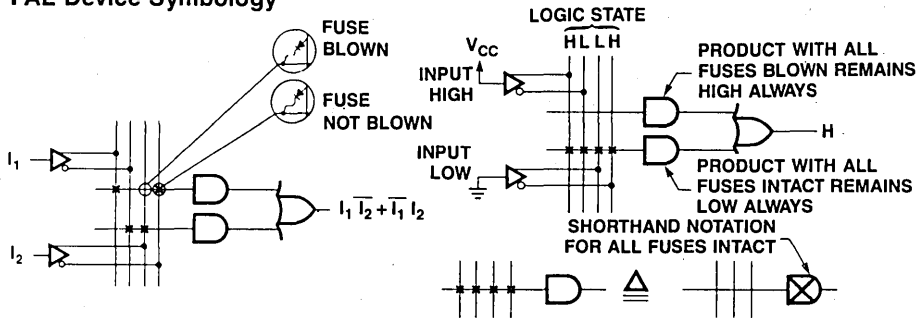 PAL Device Symbology
FUSE
BLOWN
FUSE
NOT BLOWN
I1
I2
I1 I̅2̅ + I̅1̅ I2
LOGIC STATE
H L L H
VCC
INPUT
HIGH
INPUT
LOW
PRODUCT WITH ALL
FUSES BLOWN REMAINS
HIGH ALWAYS
H
PRODUCT WITH ALL
FUSES INTACT REMAINS
LOW ALWAYS
SHORTHAND NOTATION
FOR ALL FUSES INTACT